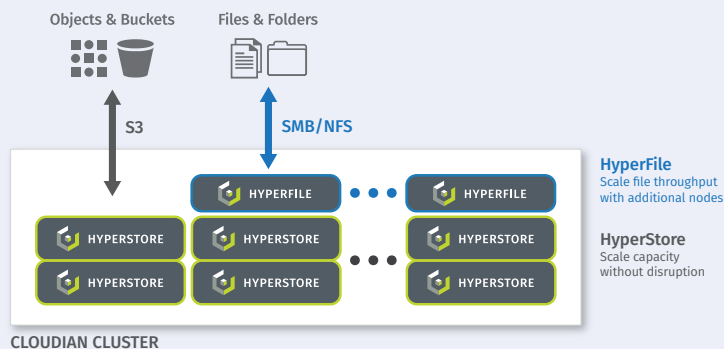 Objects & Buckets
Files & Folders
S3
SMB/NFS
HYPERFILE
HYPERFILE
HYPERSTORE
HYPERSTORE
HYPERSTORE
HYPERSTORE
HYPERSTORE
HYPERSTORE
HyperFile
Scale file throughput
with additional nodes
HyperStore
Scale capacity
without disruption
CLOUDIAN CLUSTER